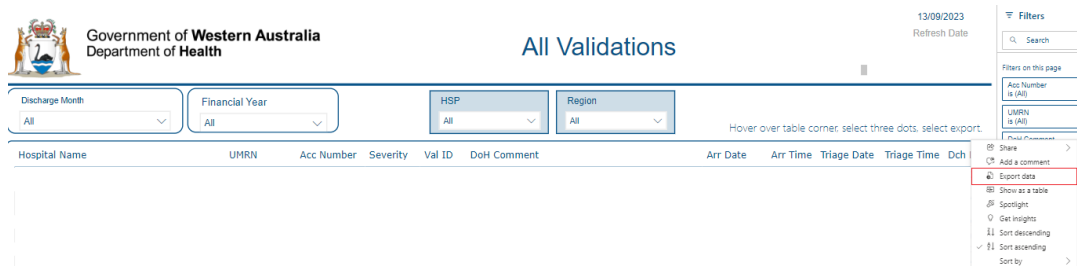 Government of Western Australia
Department of Health
All Validations
13/09/2023
Refresh Date
Filters
Search
Filters on this page
Acc Number
is (All)
UMRN
is (All)
DoH Comment
Discharge Month
All
Financial Year
All
HSP
All
Region
All
Hover over table corner, select three dots, select export.
Hospital Name UMRN Acc Number Severity Val ID DoH Comment Arr Date Arr Time Triage Date Triage Time Dch
Share
Add a comment
Export data
Show as a table
Spotlight
Get insights
Sort descending
Sort ascending
Sort by